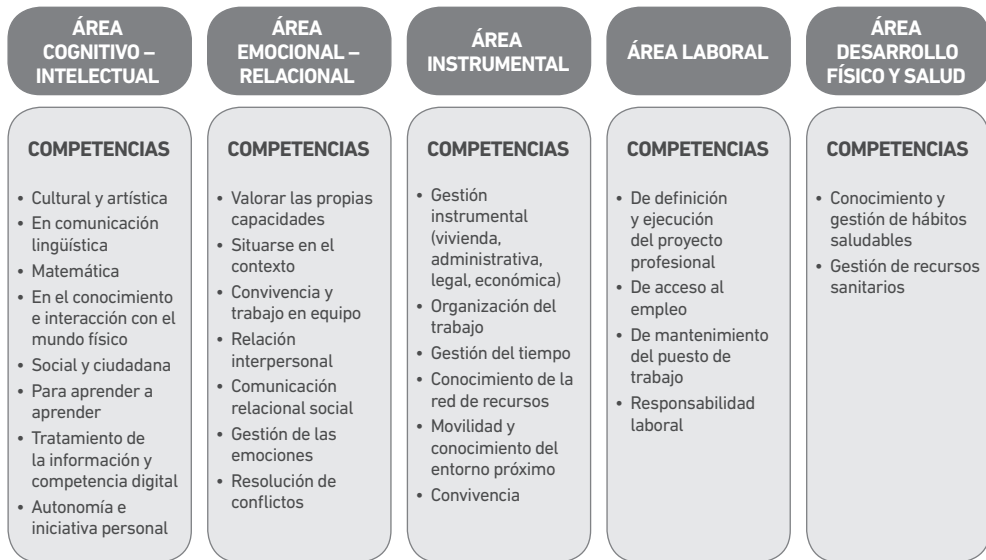 ÁREA
COGNITIVO –
INTELECTUAL
COMPETENCIAS
• Cultural y artística
• En comunicación
lingüística
• Matemática
• En el conocimiento
e interacción con el
mundo físico
• Social y ciudadana
• Para aprender a
aprender
• Tratamiento de
la información y
competencia digital
• Autonomía e
iniciativa personal
ÁREA
EMOCIONAL –
RELACIONAL
COMPETENCIAS
• Valorar las propias
capacidades
• Situarse en el
contexto
• Convivencia y
trabajo en equipo
• Relación
interpersonal
• Comunicación
relacional social
• Gestión de las
emociones
• Resolución de
conflictos
ÁREA
INSTRUMENTAL
COMPETENCIAS
• Gestión
instrumental
(vivienda,
administrativa,
legal, económica)
• Organización del
trabajo
• Gestión del tiempo
• Conocimiento de la
red de recursos
• Movilidad y
conocimiento del
entorno próximo
• Convivencia
ÁREA LABORAL
COMPETENCIAS
• De definición
y ejecución
del proyecto
profesional
• De acceso al
empleo
• De mantenimiento
del puesto de
trabajo
• Responsabilidad
laboral
ÁREA
DESARROLLO
FÍSICO Y SALUD
COMPETENCIAS
• Conocimiento y
gestión de hábitos
saludables
• Gestión de recursos
sanitarios